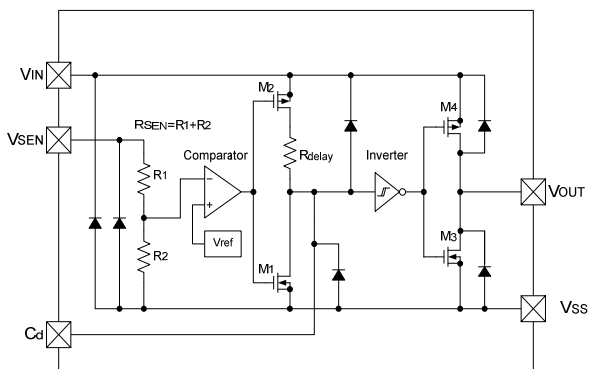 VIN
M2
M4
RSEN=R1+R2
VSEN
Comparator
Rdelay
Inverter
R1
−
+
VOUT
Vref
R2
M1
M3
VSS
Cd